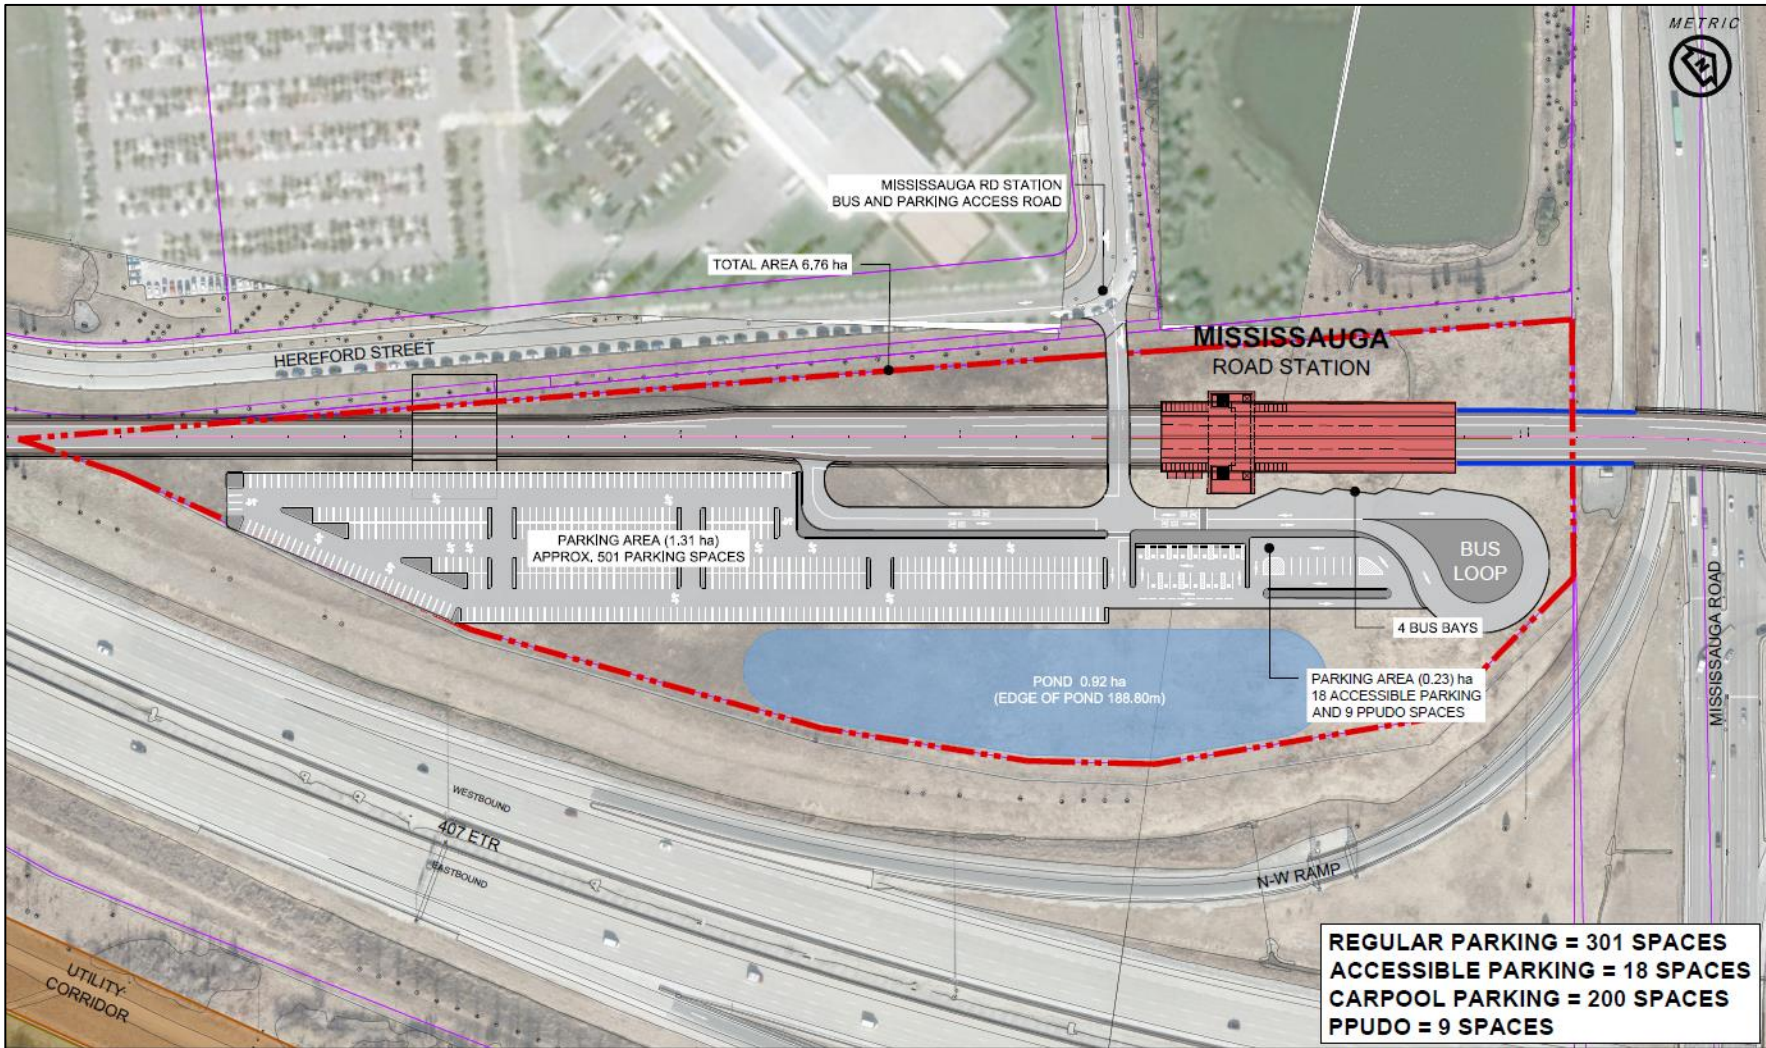 METRIC
N
MISSISSAUGA RD STATION
BUS AND PARKING ACCESS ROAD
TOTAL AREA 6.76 ha
HEREFORD STREET
MISSISSAUGA
ROAD STATION
PARKING AREA (1.31 ha)
APPROX, 501 PARKING SPACES
BUS
LOOP
4 BUS BAYS
PARKING AREA (0.23) ha
18 ACCESSIBLE PARKING
AND 9 PPUDO SPACES
POND 0.92 ha
(EDGE OF POND 188.80m)
MISSISSAUGA ROAD
WESTBOUND
407 ETR
EASTBOUND
N-W RAMP
UTILITY
CORRIDOR
REGULAR PARKING = 301 SPACES
ACCESSIBLE PARKING = 18 SPACES
CARPOOL PARKING = 200 SPACES
PPUDO = 9 SPACES